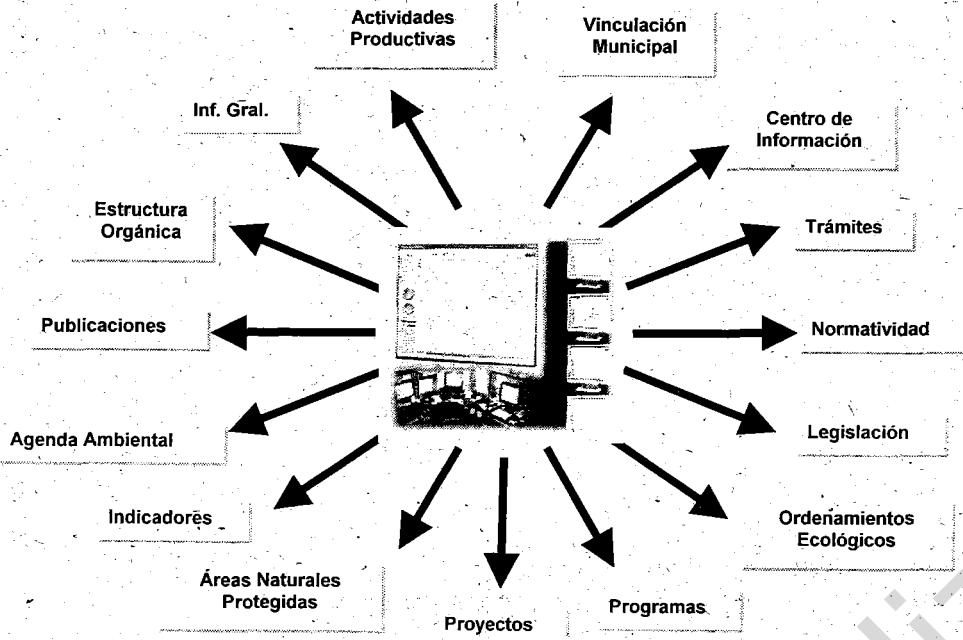 Actividades
Productivas
Vinculación
Municipal
Inf. Gral.
Centro de
Información
Estructura
Orgánica
Trámites
Publicaciones
Normatividad
Agenda Ambiental
Legislación
Indicadores
Ordenamientos
Ecológicos
Áreas Naturales
Protegidas
Proyectos
Programas